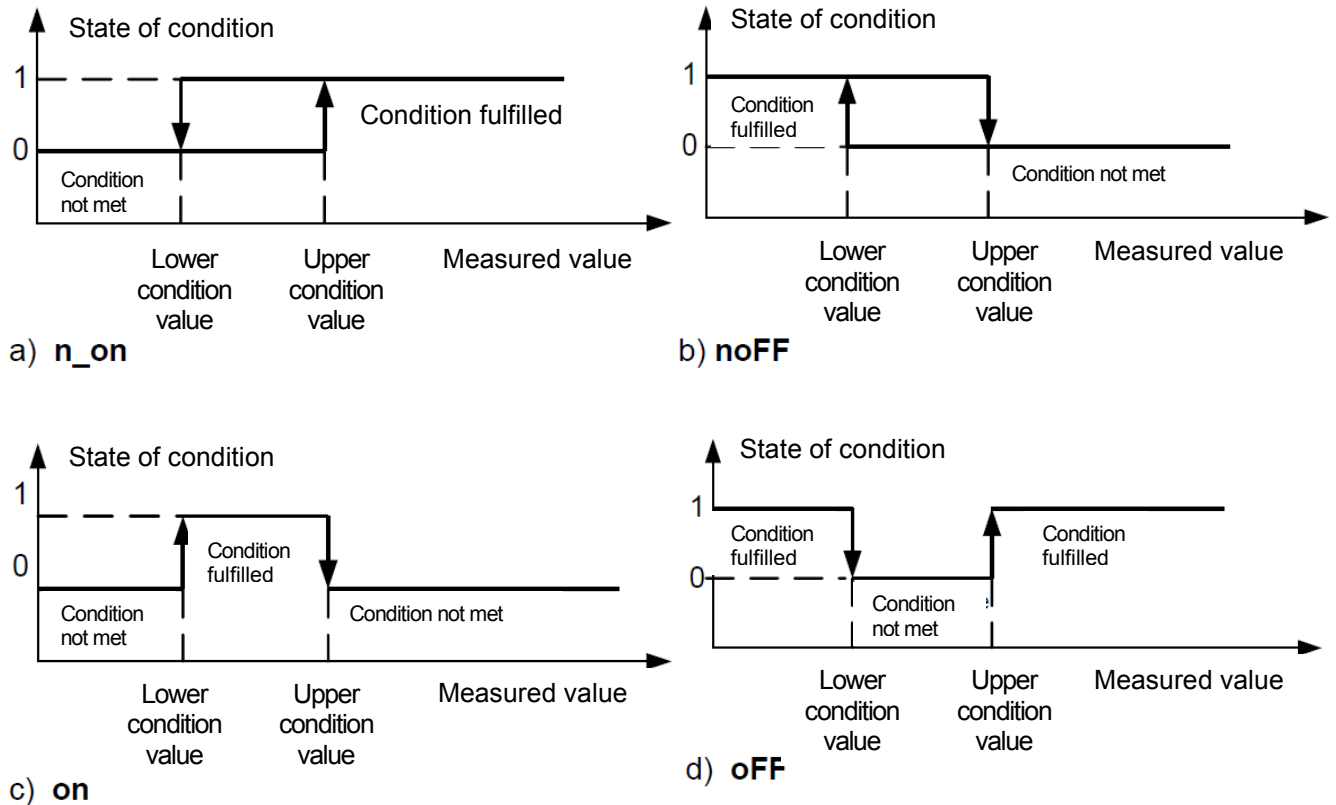 State of condition
1
Condition fulfilled
0
Condition
not met
Lower
condition
value
Upper
condition
value
Measured value
a) n_on
State of condition
1
Condition
fulfilled
0
Condition not met
Lower
condition
value
Upper
condition
value
Measured value
b) noFF
State of condition
1
Condition
fulfilled
0
Condition
not met
Condition not met
Lower
condition
value
Upper
condition
value
Measured value
c) on
State of condition
1
Condition
fulfilled
Condition
fulfilled
0
Condition
not met
Lower
condition
value
Upper
condition
value
Measured value
d) oFF